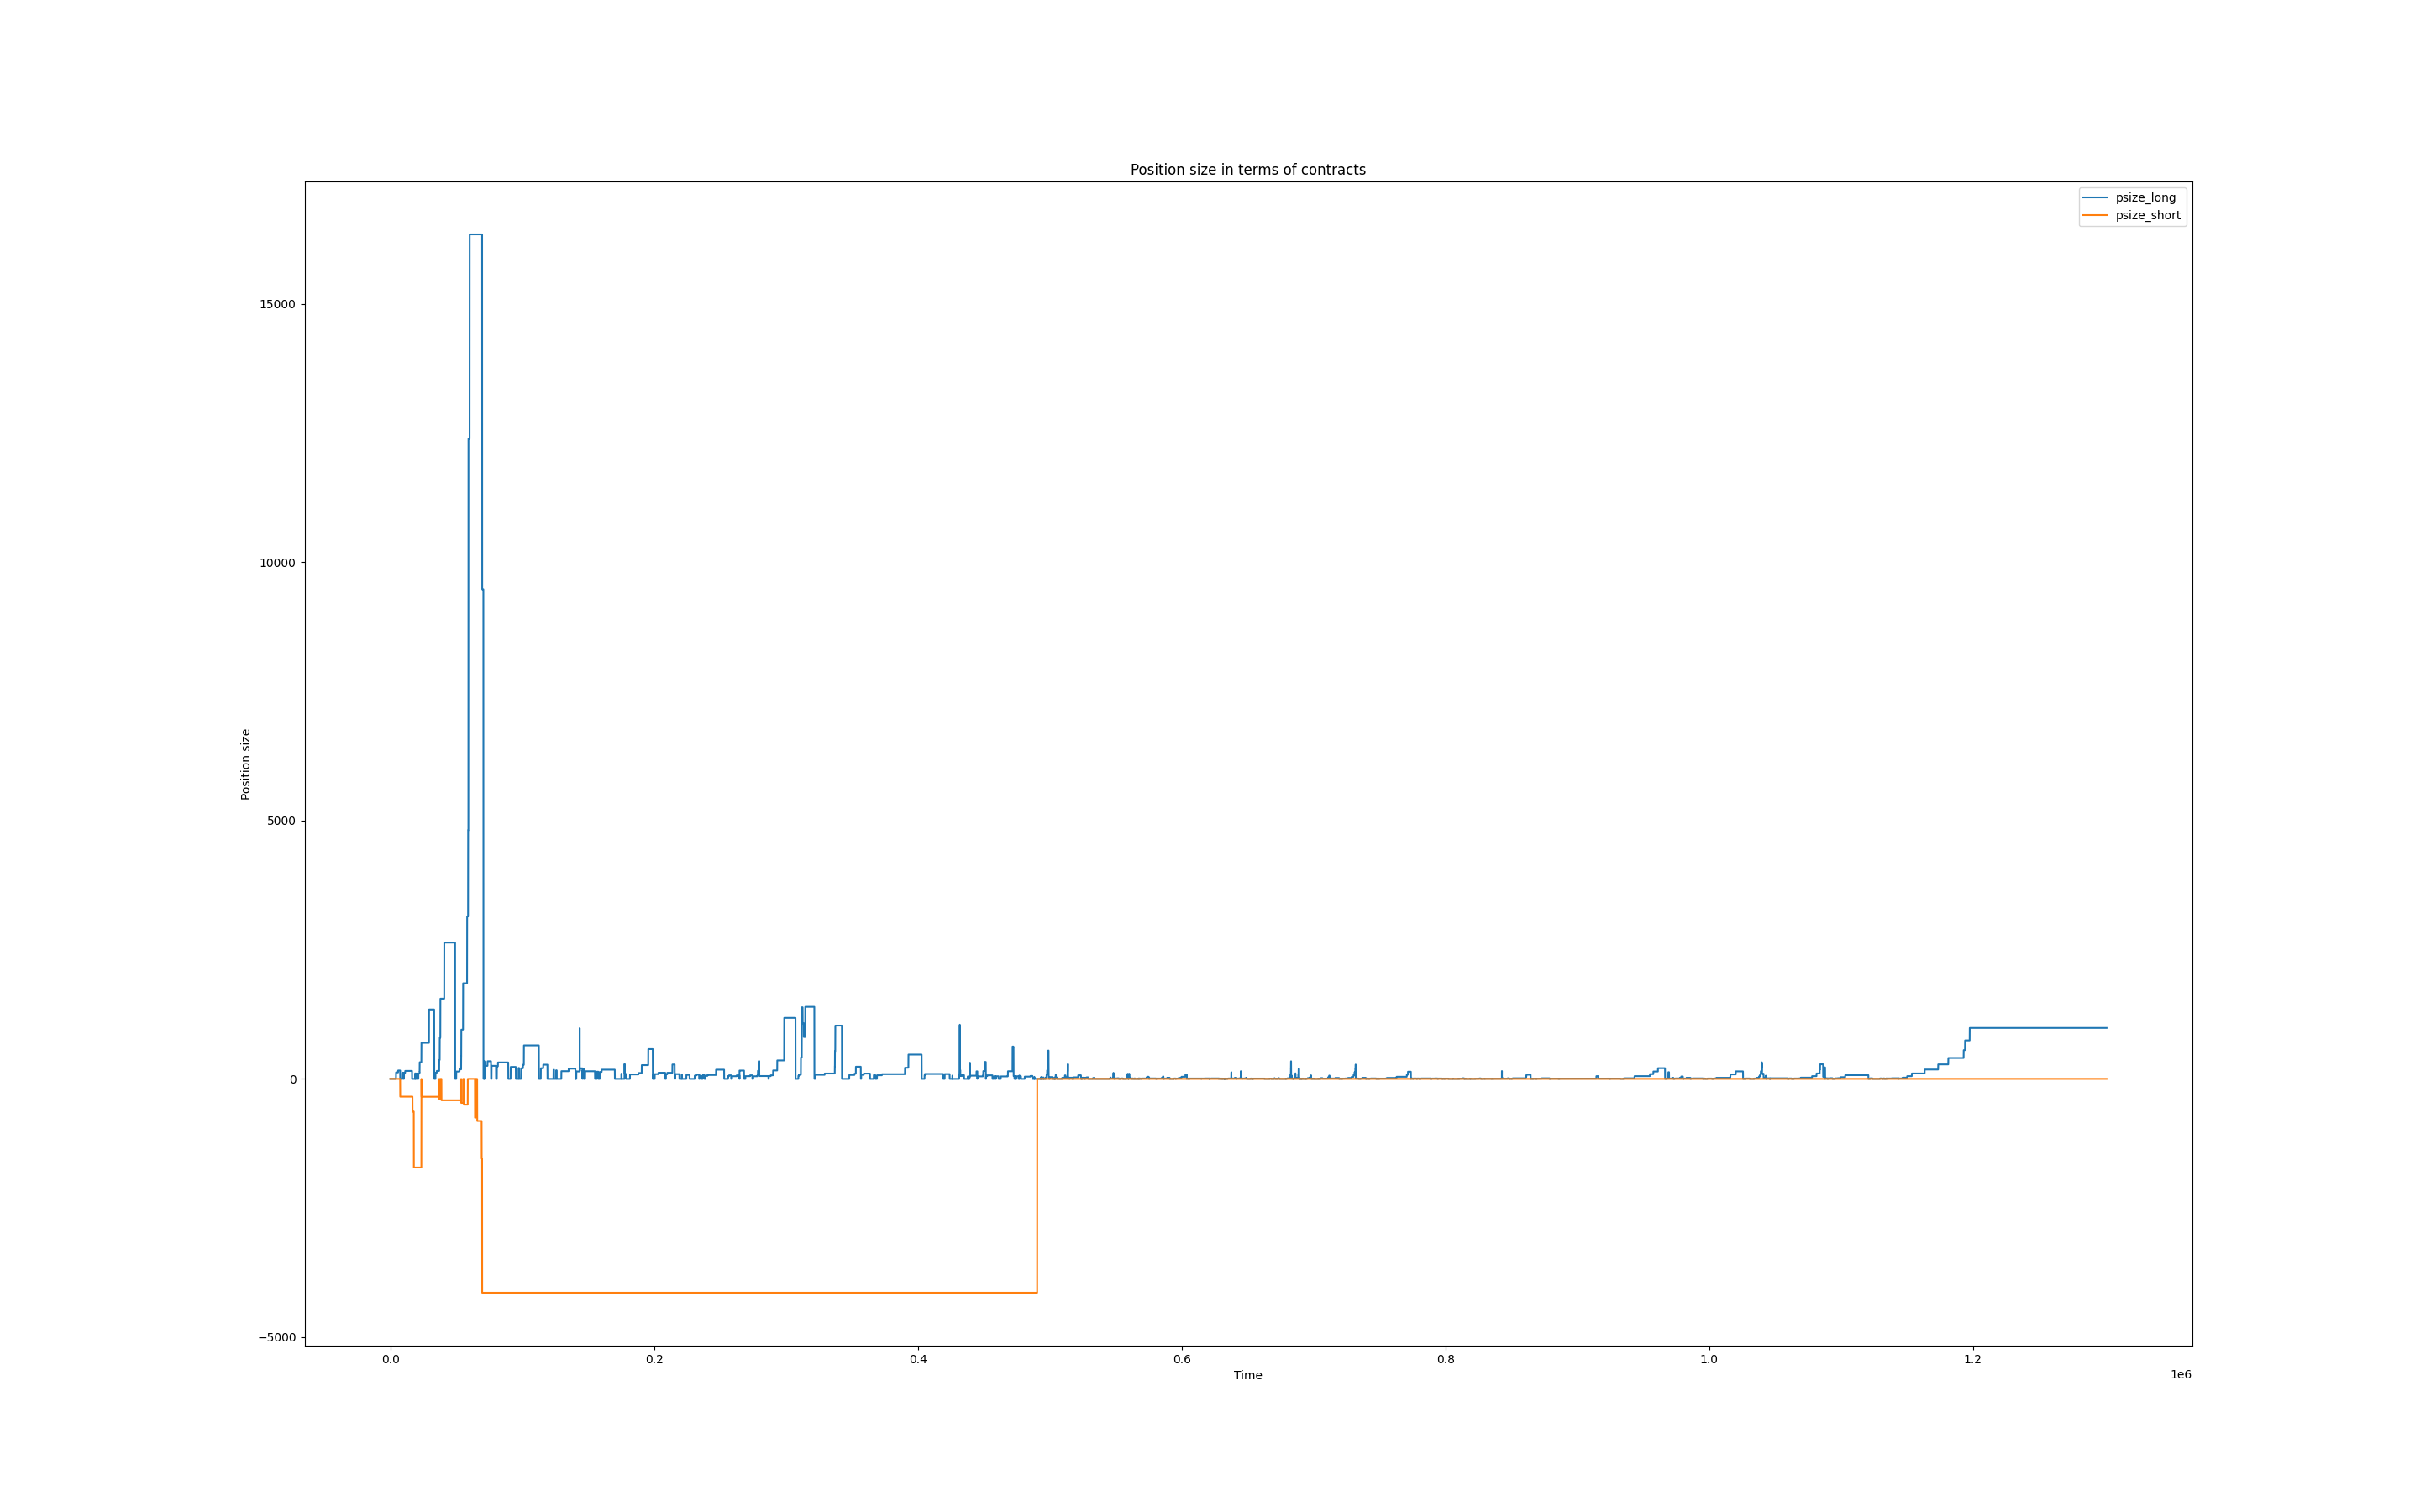 Position size in terms of contracts
psize_long
psize_short
Position size
15000
10000
5000
0
−5000
0.0
0.2
0.4
0.6
0.8
1.0
1.2
Time
1e6